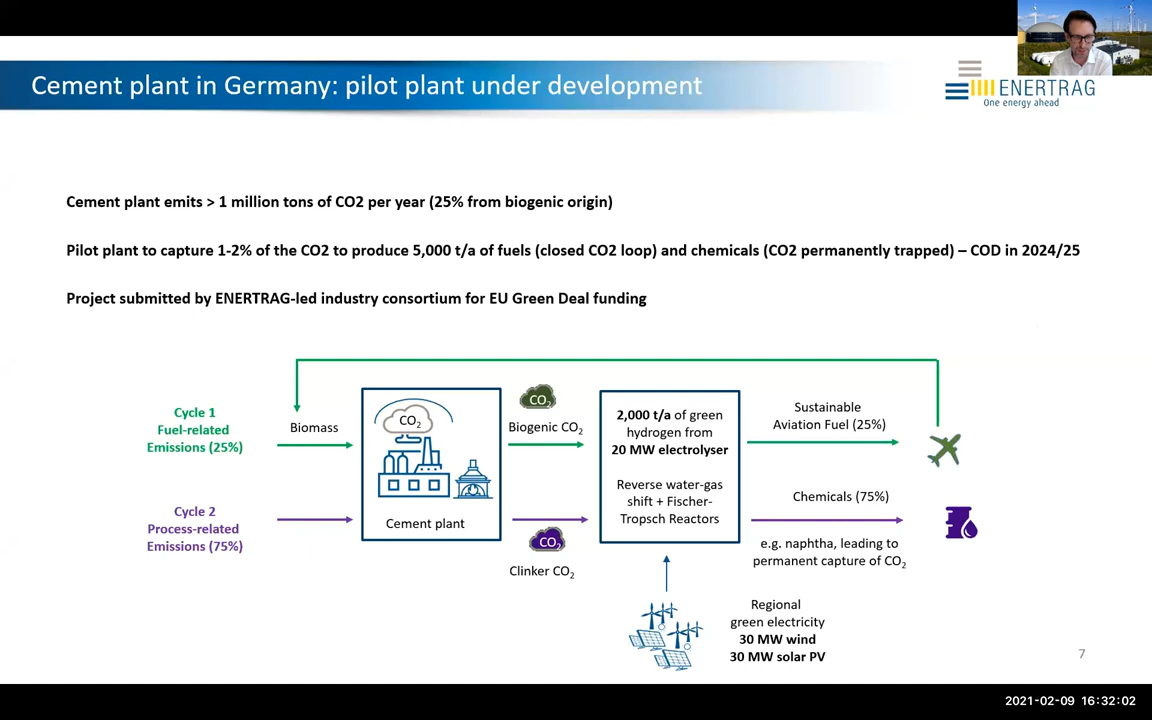 Cement plant in Germany: pilot plant under development
ENERTRAG
One energy ahead
Cement plant emits > 1 million tons of CO2 per year (25% from biogenic origin)
Pilot plant to capture 1-2% of the CO2 to produce 5,000 t/a of fuels (closed CO2 loop) and chemicals (CO2 permanently trapped) – COD in 2024/25
Project submitted by ENERTRAG-led industry consortium for EU Green Deal funding
Cycle 1
Fuel-related
Emissions (25%)
Biomass
CO2
Cement plant
CO2
Biogenic CO2
2,000 t/a of green
hydrogen from
20 MW electrolyser
Reverse water-gas
shift + Fischer-
Tropsch Reactors
Sustainable
Aviation Fuel (25%)
Cycle 2
Process-related
Emissions (75%)
CO2
Clinker CO2
Chemicals (75%)
e.g. naphtha, leading to
permanent capture of CO2
Regional
green electricity
30 MW wind
30 MW solar PV
7
2021-02-09 16:32:02